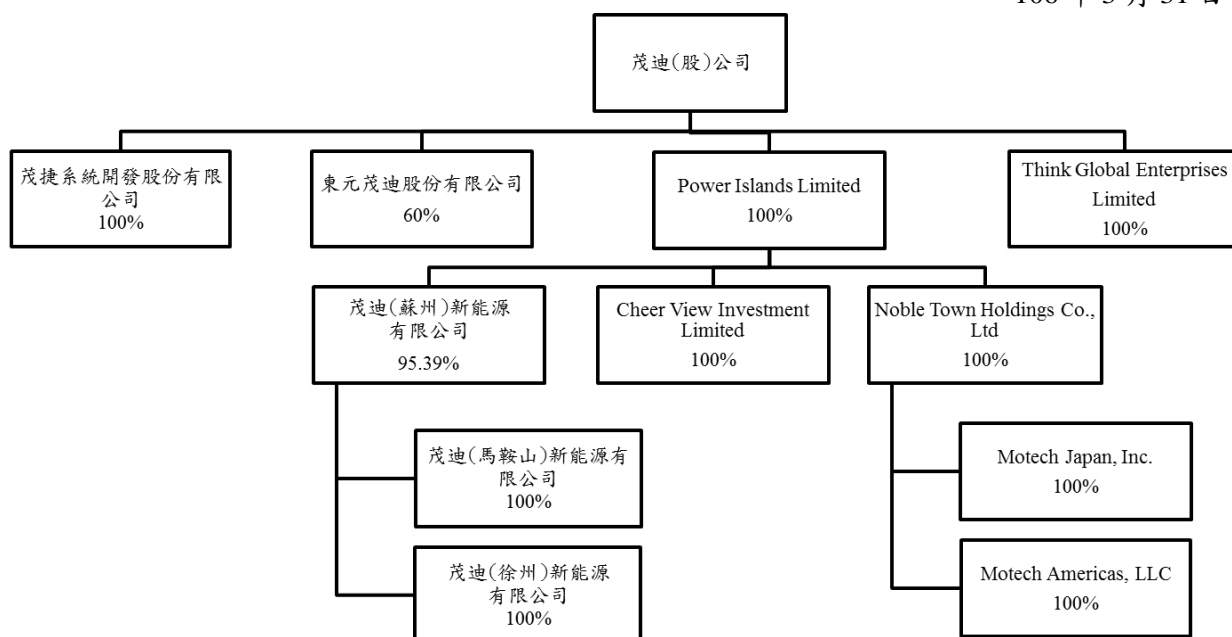 茂迪(股)公司
茂捷系統開發股份有限
公司
100%
東元茂迪股份有限公司
60%
Power Islands Limited
100%
Think Global Enterprises
Limited
100%
茂迪(蘇州)新能源
有限公司
95.39%
Cheer View Investment
Limited
100%
Noble Town Holdings Co.,
Ltd
100%
茂迪(馬鞍山)新能源有
限公司
100%
Motech Japan, Inc.
100%
茂迪(徐州)新能源
有限公司
100%
Motech Americas, LLC
100%